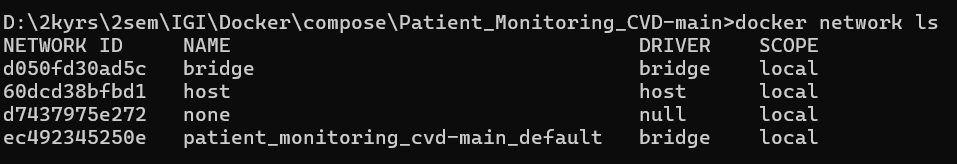 D:\2kyrs\2sem\IGI\Docker\compose\Patient_Monitoring_CVD-main>docker network ls
NETWORK ID     NAME                                  DRIVER    SCOPE
d050fd30ad5c   bridge                                bridge    local
60dcd38bfbd1   host                                  host      local
d7437975e272   none                                  null      local
ec492345250e   patient_monitoring_cvd-main_default   bridge    local